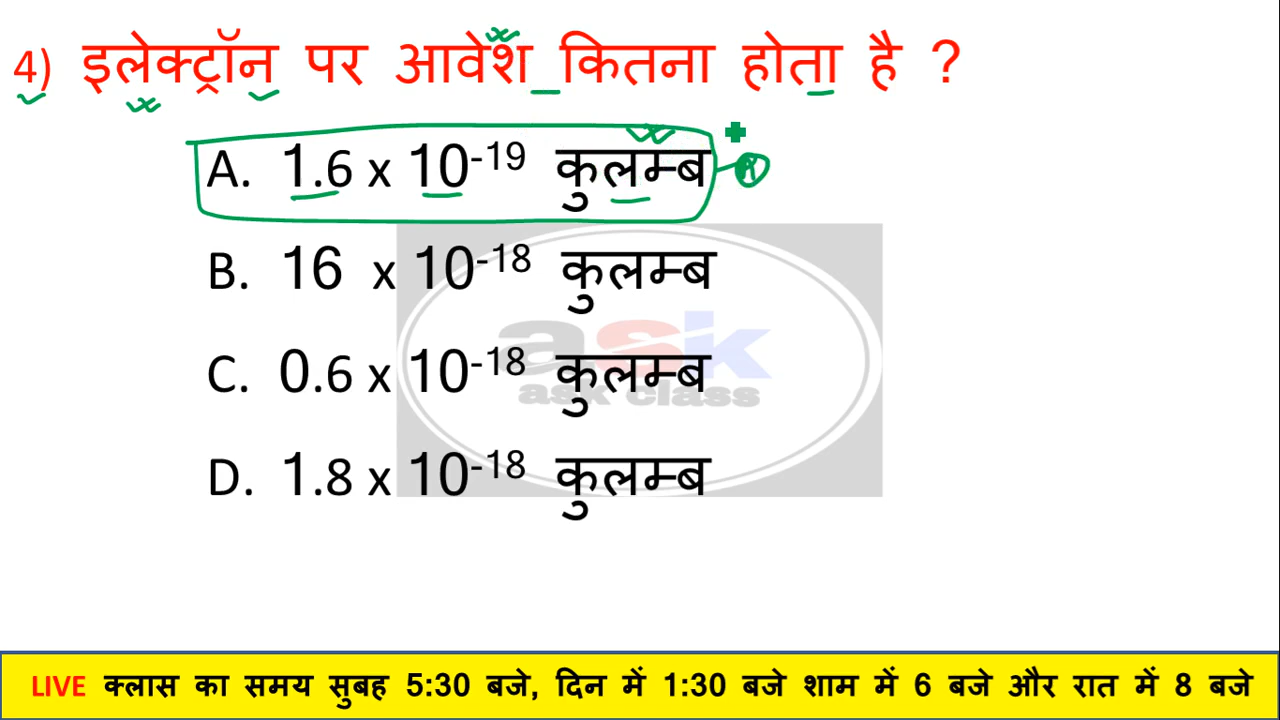 4) इलेक्ट्रॉन पर आवेश कितना होता है ?
A. 1.6 x 10⁻¹⁹ कुलम्ब
B. 16 x 10⁻¹⁸ कुलम्ब
C. 0.6 x 10⁻¹⁸ कुलम्ब
D. 1.8 x 10⁻¹⁸ कुलम्ब
ask
ask class
LIVE क्लास का समय सुबह 5:30 बजे, दिन में 1:30 बजे शाम में 6 बजे और रात में 8 बजे